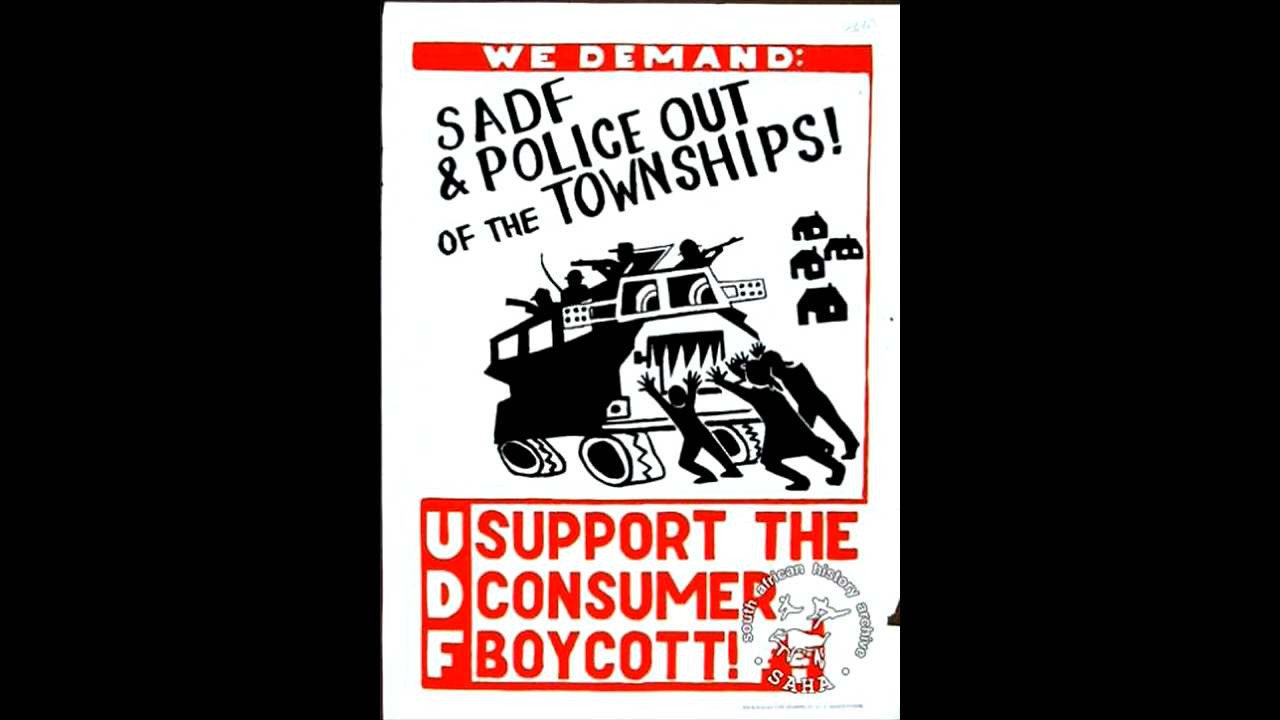 WE DEMAND:
SADF
& POLICE OUT
OF THE TOWNSHIPS!
UDF
SUPPORT THE
CONSUMER
BOYCOTT!
south african history archive
SAHA